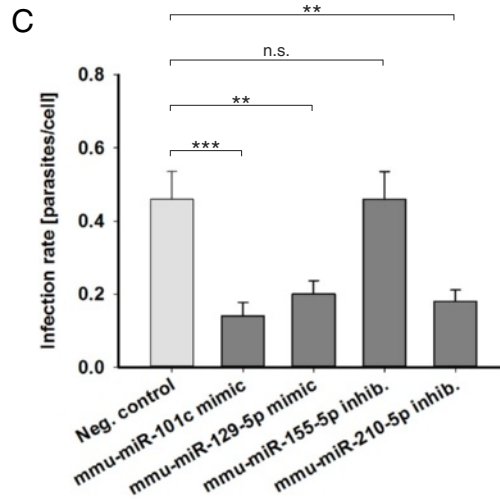 C
**
n.s.
**
***
Infection rate [parasites/cell]
0.8
0.6
0.4
0.2
0.0
Neg. control
mmu-miR-101c mimic
mmu-miR-129-5p mimic
mmu-miR-155-5p inhib.
mmu-miR-210-5p inhib.